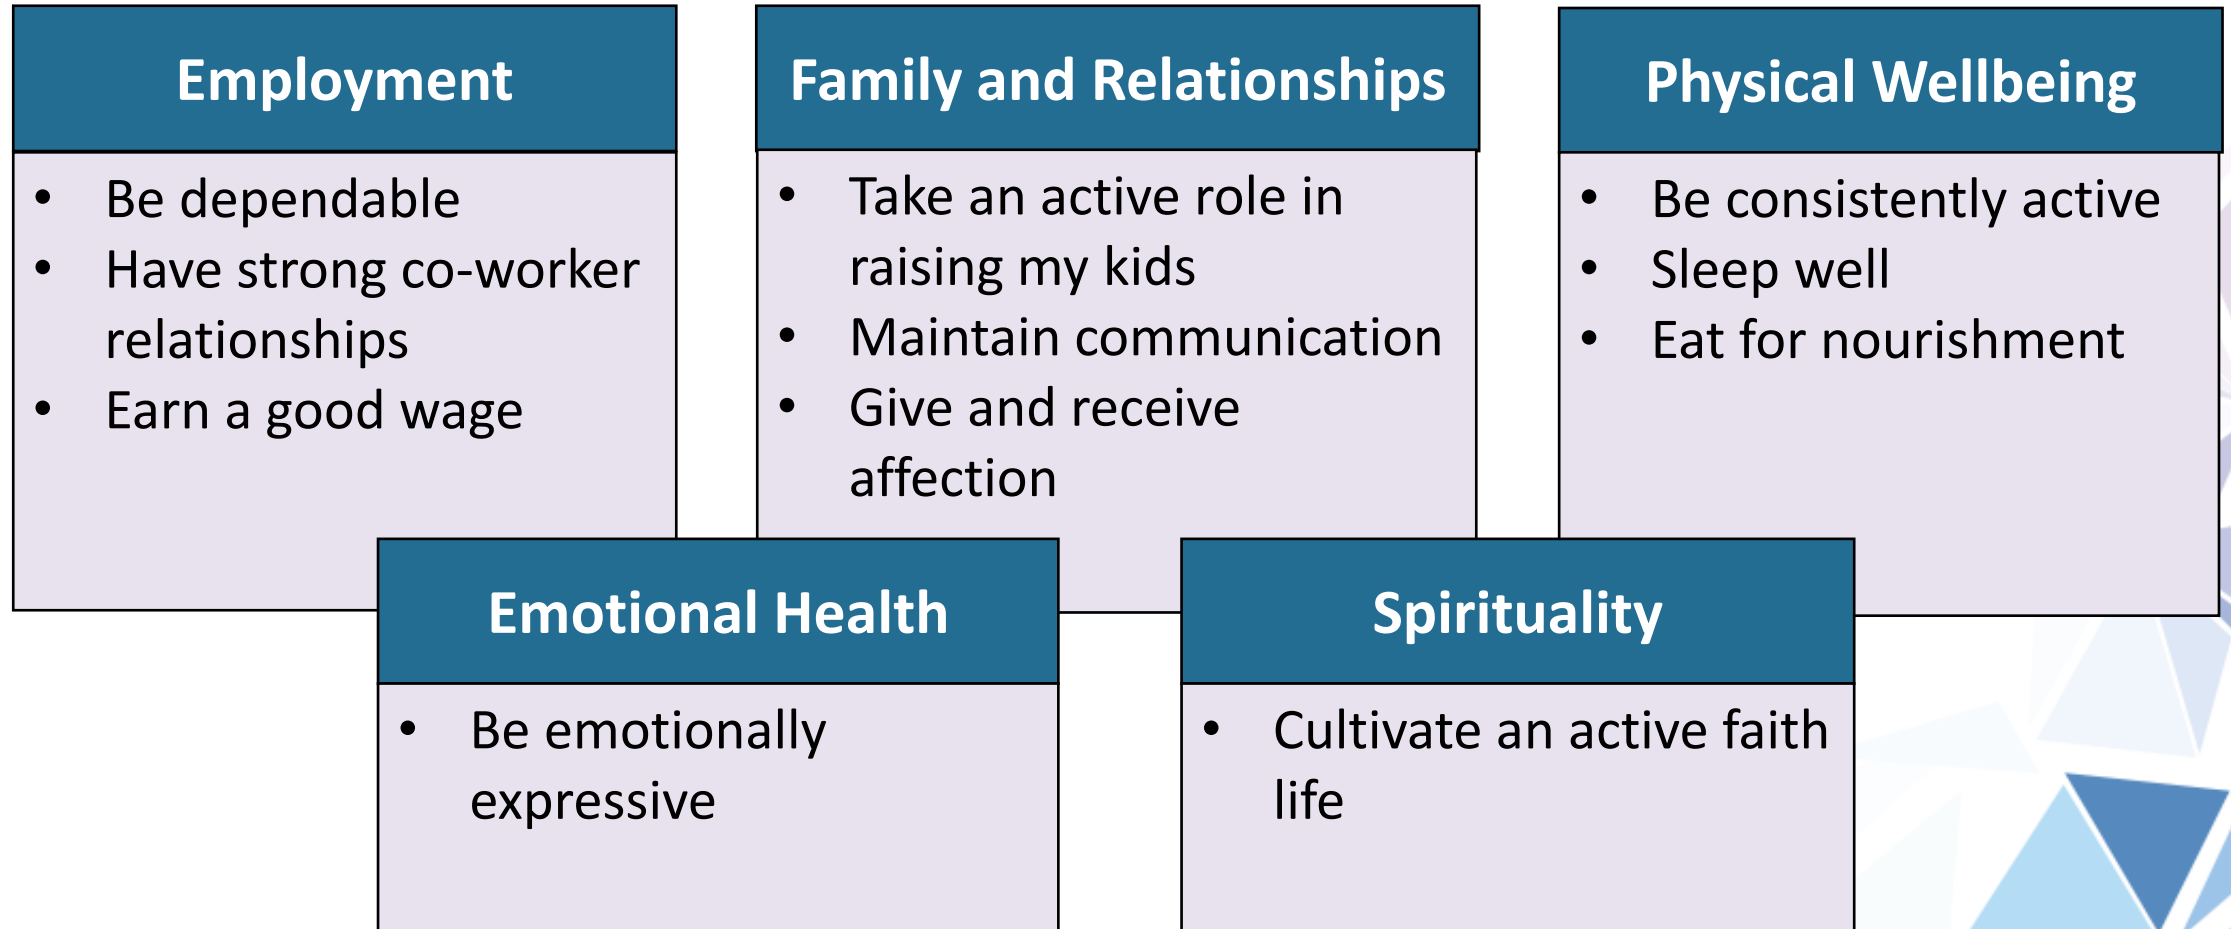 Employment
• Be dependable
• Have strong co-worker
relationships
• Earn a good wage
Family and Relationships
• Take an active role in
raising my kids
• Maintain communication
• Give and receive
affection
Physical Wellbeing
• Be consistently active
• Sleep well
• Eat for nourishment
Emotional Health
• Be emotionally
expressive
Spirituality
• Cultivate an active faith
life